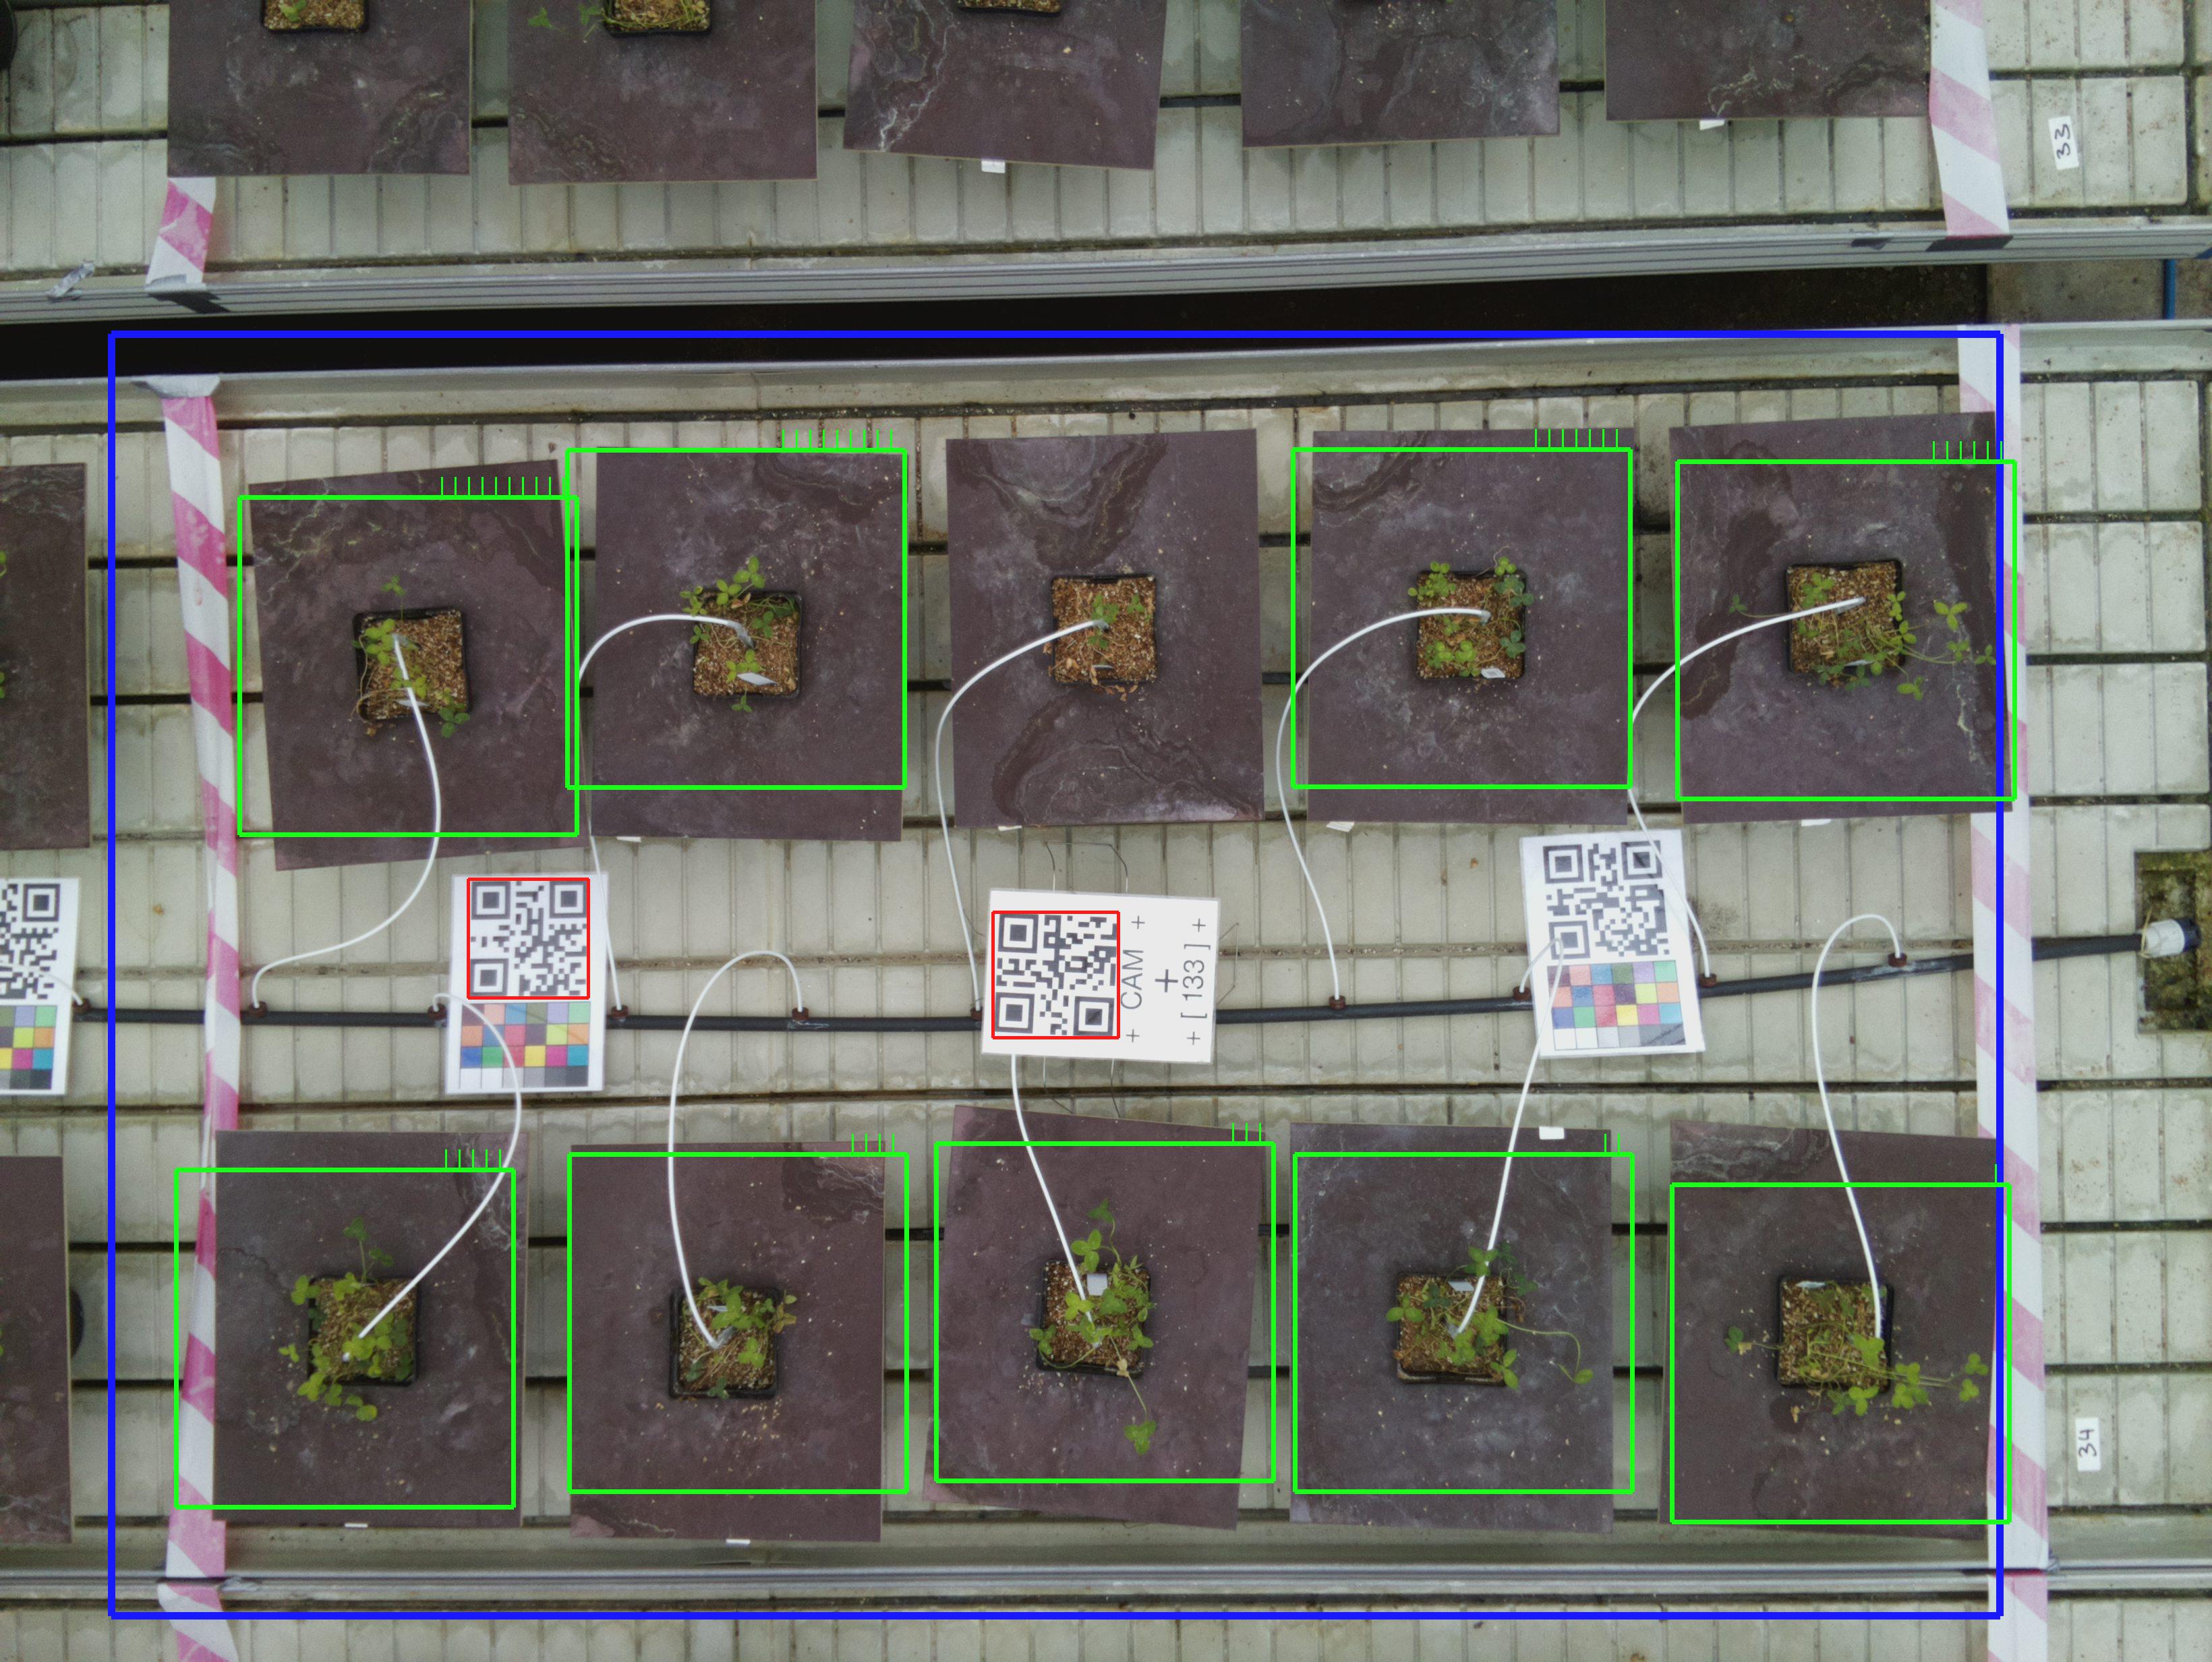 33
+ CAM +
+
+ [ 133 ] +
34